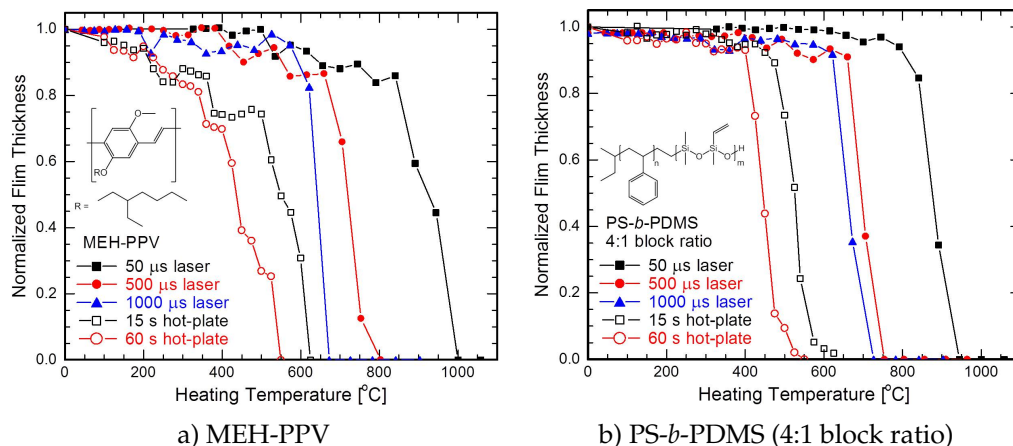 Normalized Flim Thickness
1.0
0.8
0.6
0.4
0.2
0.0
0 200 400 600 800 1000
Heating Temperature [°C]
O—
RO
R =
MEH-PPV
50 μs laser
500 μs laser
1000 μs laser
15 s hot-plate
60 s hot-plate
a) MEH-PPV
Normalized Flim Thickness
1.0
0.8
0.6
0.4
0.2
0.0
0 200 400 600 800 1000
Heating Temperature [°C]
n
Si
O
Si
O
H
m
PS-b-PDMS
4:1 block ratio
50 μs laser
500 μs laser
1000 μs laser
15 s hot-plate
60 s hot-plate
b) PS-b-PDMS (4:1 block ratio)